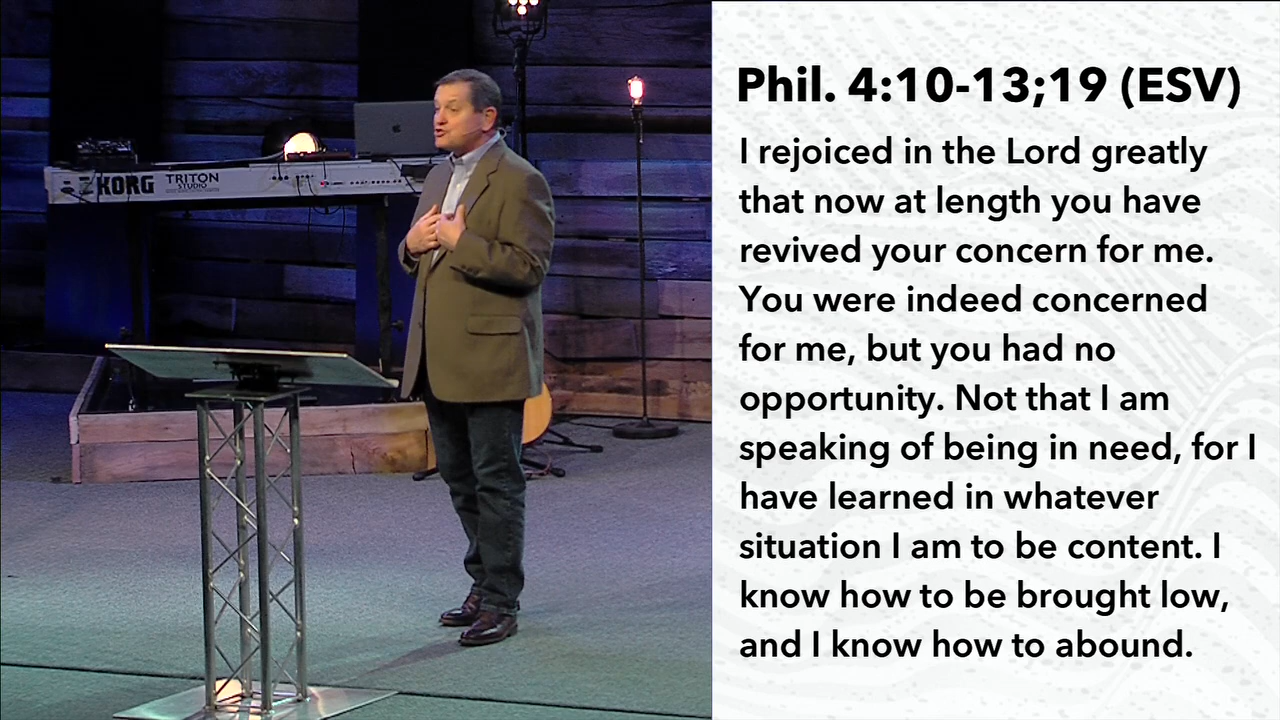 KORG
TRITON
STUDIO
Phil. 4:10-13;19 (ESV)
I rejoiced in the Lord greatly
that now at length you have
revived your concern for me.
You were indeed concerned
for me, but you had no
opportunity. Not that I am
speaking of being in need, for I
have learned in whatever
situation I am to be content. I
know how to be brought low,
and I know how to abound.